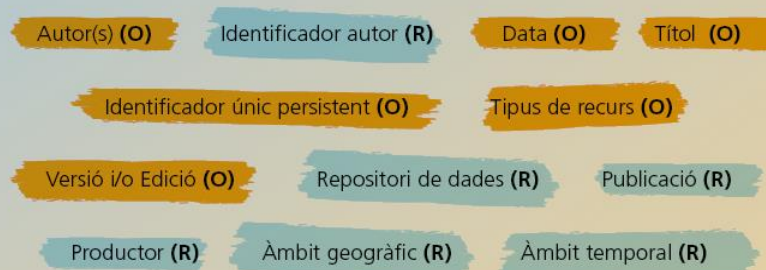 Autor(s) (O) Identificador autor (R) Data (O) Títol (O)
Identificador únic persistent (O) Tipus de recurs (O)
Versió i/o Edició (O) Repositori de dades (R) Publicació (R)
Productor (R) Àmbit geogràfic (R) Àmbit temporal (R)